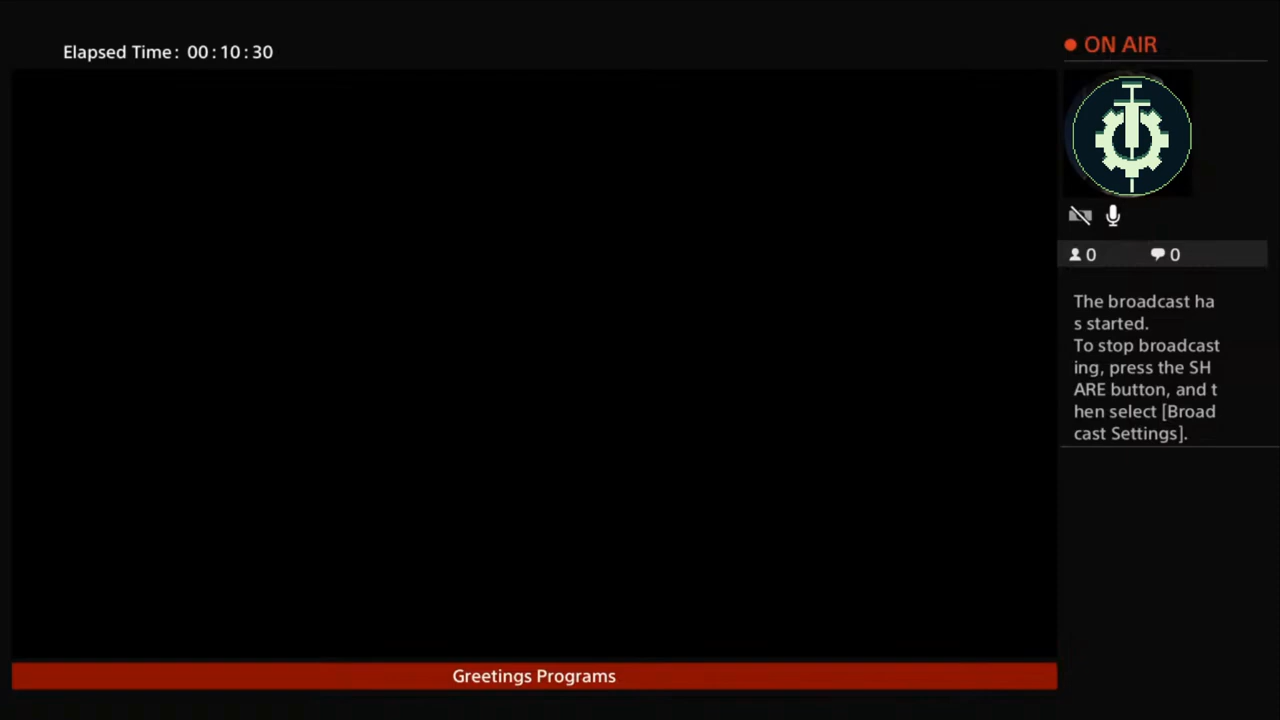 Elapsed Time: 00:10:30
ON AIR
0 0
The broadcast ha
s started.
To stop broadcast
ing, press the SH
ARE button, and t
hen select [Broad
cast Settings].
Greetings Programs